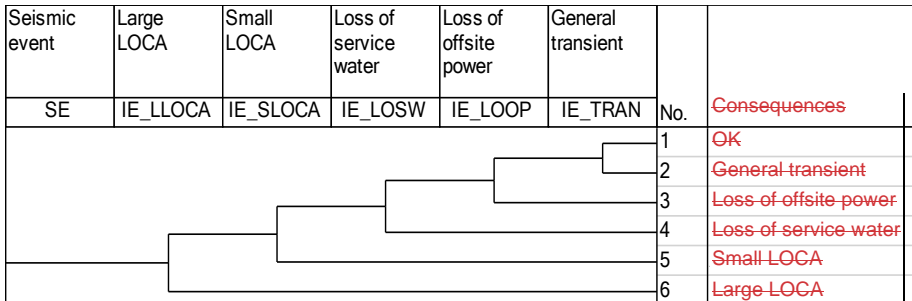 Seismic event
Large LOCA
Small LOCA
Loss of service water
Loss of offsite power
General transient
SE
IE_LLOCA
IE_SLOCA
IE_LOSW
IE_LOOP
IE_TRAN
No.
Consequences
1 OK
2 General transient
3 Loss of offsite power
4 Loss of service water
5 Small LOCA
6 Large LOCA